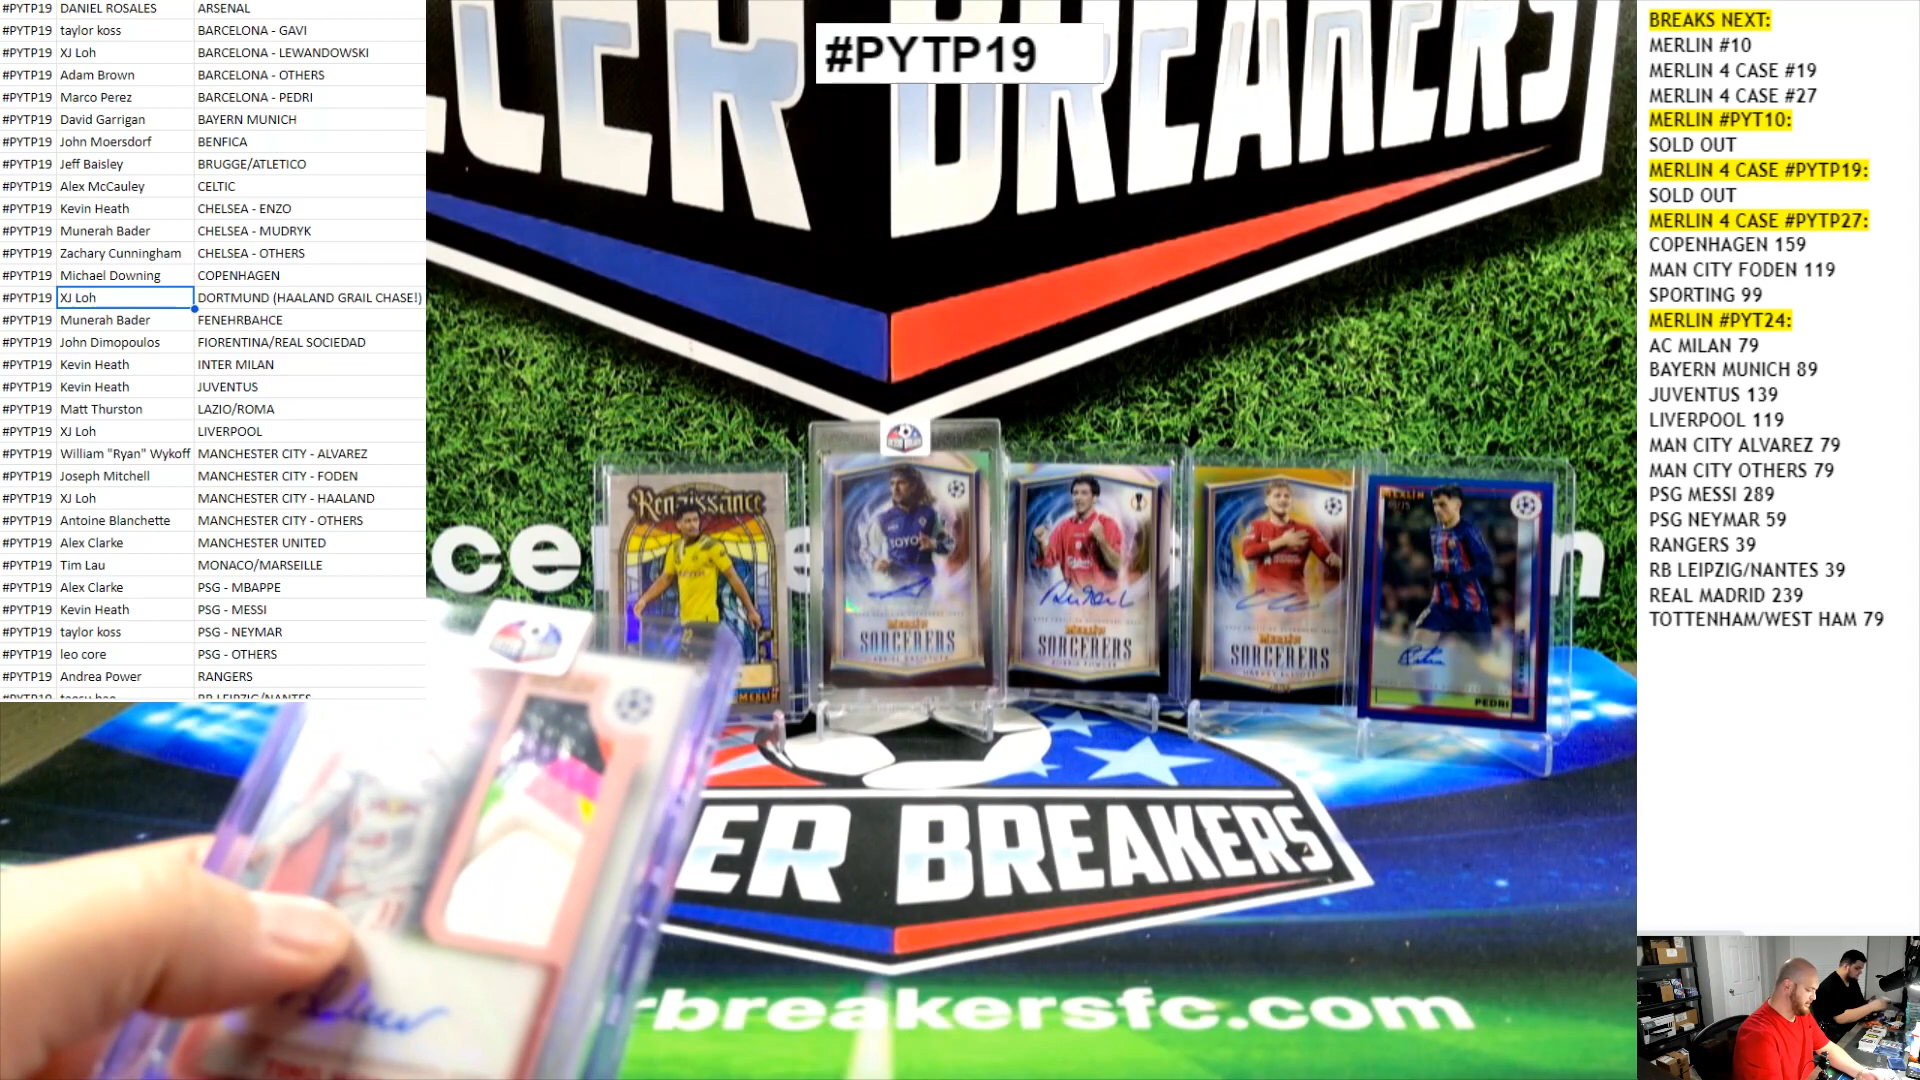 #PYTP19 DANIEL ROSALES ARSENAL
#PYTP19 taylor koss BARCELONA - GAVI
#PYTP19 XJ Loh BARCELONA - LEWANDOWSKI
#PYTP19 Adam Brown BARCELONA - OTHERS
#PYTP19 Marco Perez BARCELONA - PEDRI
#PYTP19 David Garrigan BAYERN MUNICH
#PYTP19 John Moersdorf BENFICA
#PYTP19 Jeff Baisley BRUGGE/ATLETICO
#PYTP19 Alex McCauley CELTIC
#PYTP19 Kevin Heath CHELSEA - ENZO
#PYTP19 Munerah Bader CHELSEA - MUDRYK
#PYTP19 Zachary Cunningham CHELSEA - OTHERS
#PYTP19 Michael Downing COPENHAGEN
#PYTP19 XJ Loh DORTMUND (HAALAND GRAIL CHASE!)
#PYTP19 Munerah Bader FENEHRBAHCE
#PYTP19 John Dimopoulos FIORENTINA/REAL SOCIEDAD
#PYTP19 Kevin Heath INTER MILAN
#PYTP19 Kevin Heath JUVENTUS
#PYTP19 Matt Thurston LAZIO/ROMA
#PYTP19 XJ Loh LIVERPOOL
#PYTP19 William "Ryan" Wykoff MANCHESTER CITY - ALVAREZ
#PYTP19 Joseph Mitchell MANCHESTER CITY - FODEN
#PYTP19 XJ Loh MANCHESTER CITY - HAALAND
#PYTP19 Antoine Blanchette MANCHESTER CITY - OTHERS
#PYTP19 Alex Clarke MANCHESTER UNITED
#PYTP19 Tim Lau MONACO/MARSEILLE
#PYTP19 Alex Clarke PSG - MBAPPE
#PYTP19 Kevin Heath PSG - MESSI
#PYTP19 taylor koss PSG - NEYMAR
#PYTP19 leo core PSG - OTHERS
#PYTP19 Andrea Power RANGERS
#PYTP19 RB LEIPZIG/NANTES
#PYTP19
CER BREAKERS
Renaissance
MERLIN
MERLIN
SORCERERS
MERLIN
SORCERERS
MERLIN
SORCERERS
MERLIN
PEDRI
ER BREAKERS
rbreakersfc.com
BREAKS NEXT:
MERLIN #10
MERLIN 4 CASE #19
MERLIN 4 CASE #27
MERLIN #PYT10:
SOLD OUT
MERLIN 4 CASE #PYTP19:
SOLD OUT
MERLIN 4 CASE #PYTP27:
COPENHAGEN 159
MAN CITY FODEN 119
SPORTING 99
MERLIN #PYT24:
AC MILAN 79
BAYERN MUNICH 89
JUVENTUS 139
LIVERPOOL 119
MAN CITY ALVAREZ 79
MAN CITY OTHERS 79
PSG MESSI 289
PSG NEYMAR 59
RANGERS 39
RB LEIPZIG/NANTES 39
REAL MADRID 239
TOTTENHAM/WEST HAM 79